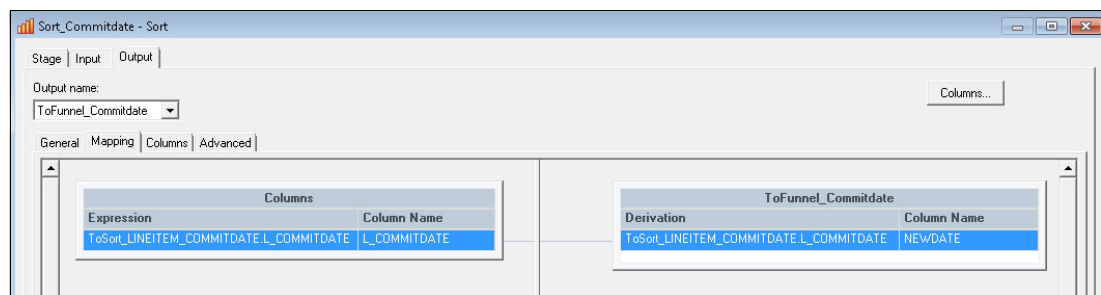 Sort_Commitdate - Sort
Stage Input Output
Output name:
Columns...
ToFunnel_Commitdate
General Mapping Columns Advanced
Columns
ToFunnel_Commitdate
Expression Column Name
Derivation Column Name
ToSort_LINEITEM_COMMITDATE.L_COMMITDATE L_COMMITDATE
ToSort_LINEITEM_COMMITDATE.L_COMMITDATE NEWDATE